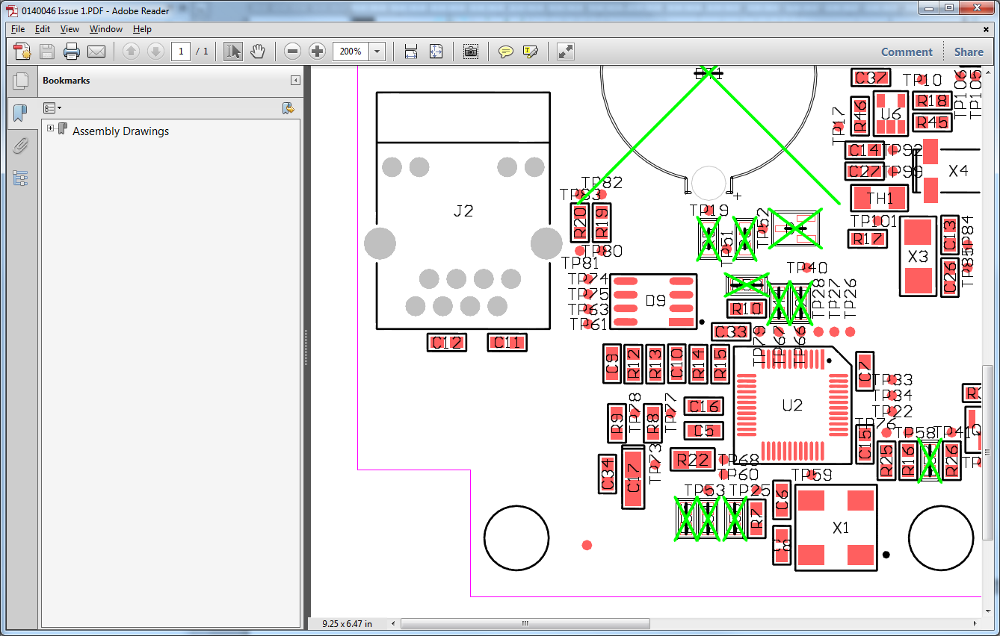 0140046 Issue 1.PDF - Adobe Reader
File Edit View Window Help
1 / 1 200% Comment Share
Bookmarks
Assembly Drawings
C37 TP10 TP106 TP105
R46 U6 R18
R45
TP17
C14 TP92
C27 TP99 X4
J2
TP82
TP83
TH1
+
TP19
R20 R19
TP52
TP101
R17
C13 TP84
TP51
X3
TP80
TP81
TP40
C26 TP85
TP74
TP75
TP63
TP61
D9
R10
TP28 TP27 TP26
C33
TP79 TP67 TP66
C12 C11
C9 R12 R13 C10 R14 R15
C7
TP33
TP34
TP22
U2
C16
C5
R9 TP78 R8 TP77
TP76
C15
TP58 TP41
R25 R16 R26
C34 C17 TP73
R22
TP68
TP60
TP59
TP53 TP25
R7
C6
C8
X1
9.25 x 6.47 in